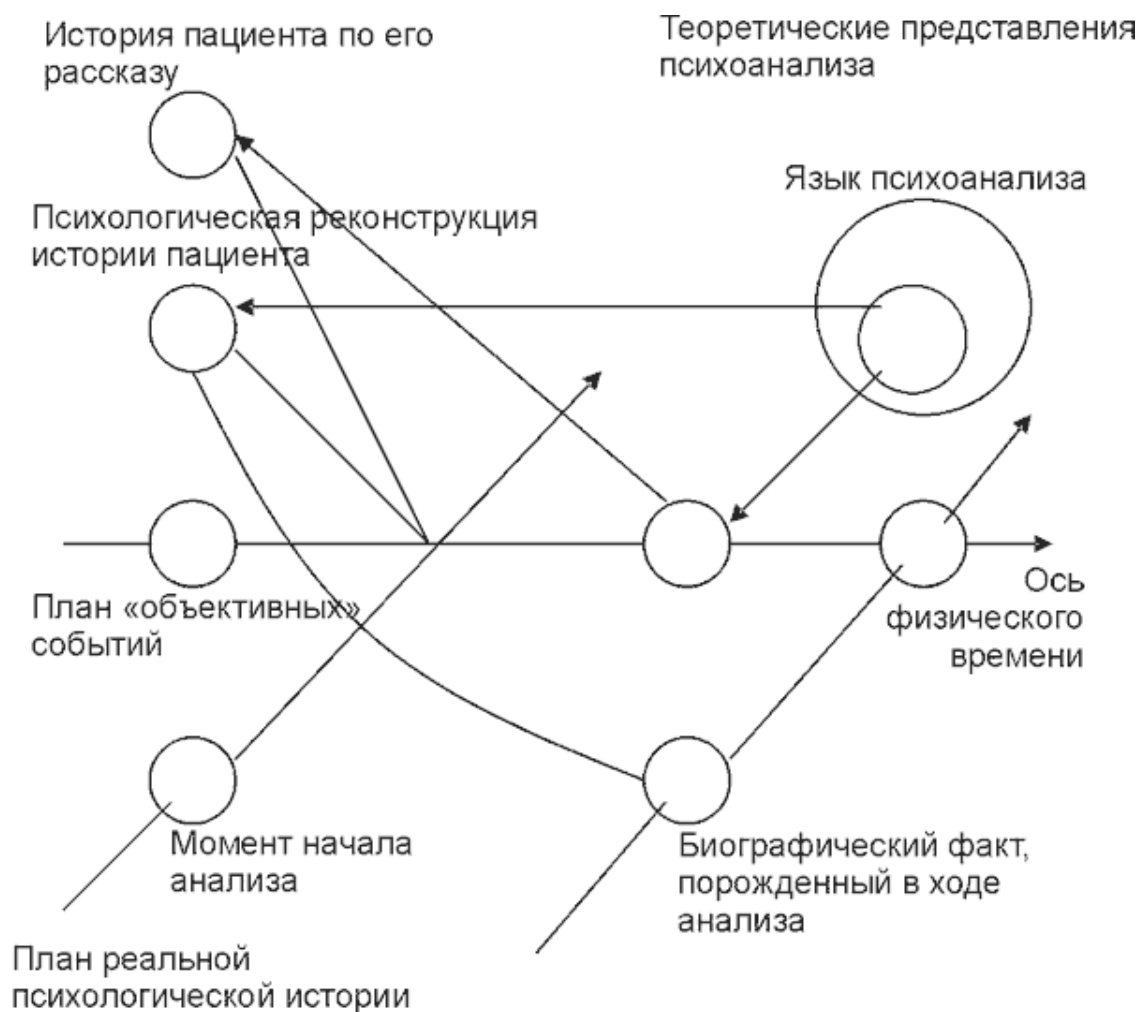 История пациента по его
рассказу
Теоретические представления
психоанализа
Язык психоанализа
Психологическая реконструкция
истории пациента
План «объективных»
событий
Ось
физического
времени
Момент начала
анализа
Биографический факт,
порожденный в ходе
анализа
План реальной
психологической истории